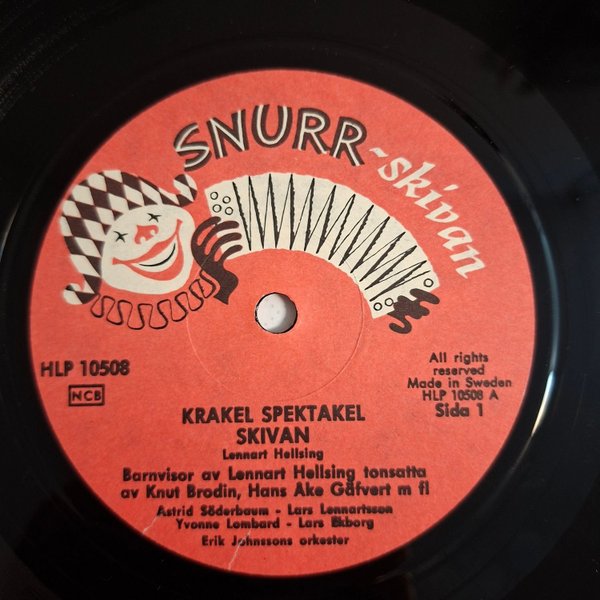 SNURR-skivan
HLP 10508
NCB
All rights
reserved
Made in Sweden
HLP 10508 A
Sida 1
KRAKEL SPEKTAKEL
SKIVAN
Lennart Hellsing
Barnvisor av Lennart Hellsing tonsatta
av Knut Brodin, Hans Åke Gåfvert m fl
Astrid Söderbaum - Lars Lennartsson
Yvonne Lombard - Lars Ekborg
Erik Johnssons orkester